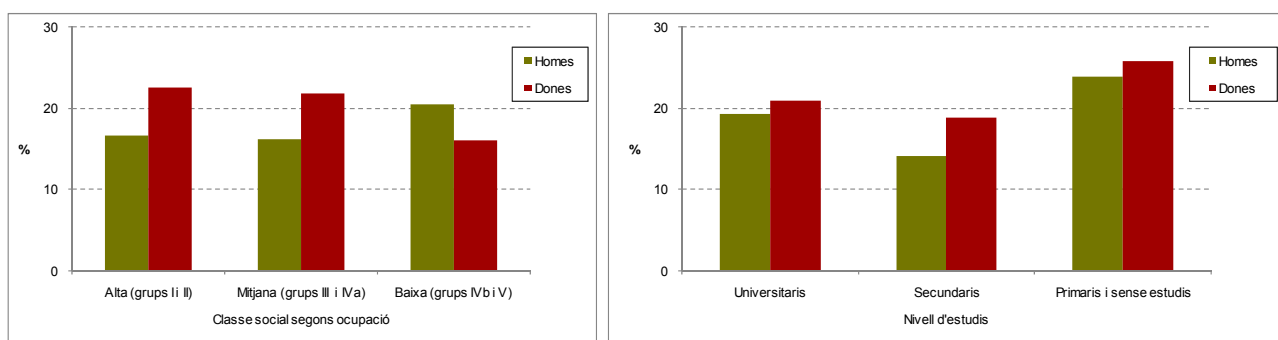 30
20
%
10
0
Homes
Dones
Alta (grups I i II)
Mitjana (grups III i IVa)
Baixa (grups IVb i V)
Classe social segons ocupació
30
20
%
10
0
Homes
Dones
Universitaris
Secundaris
Primaris i sense estudis
Nivell d'estudis